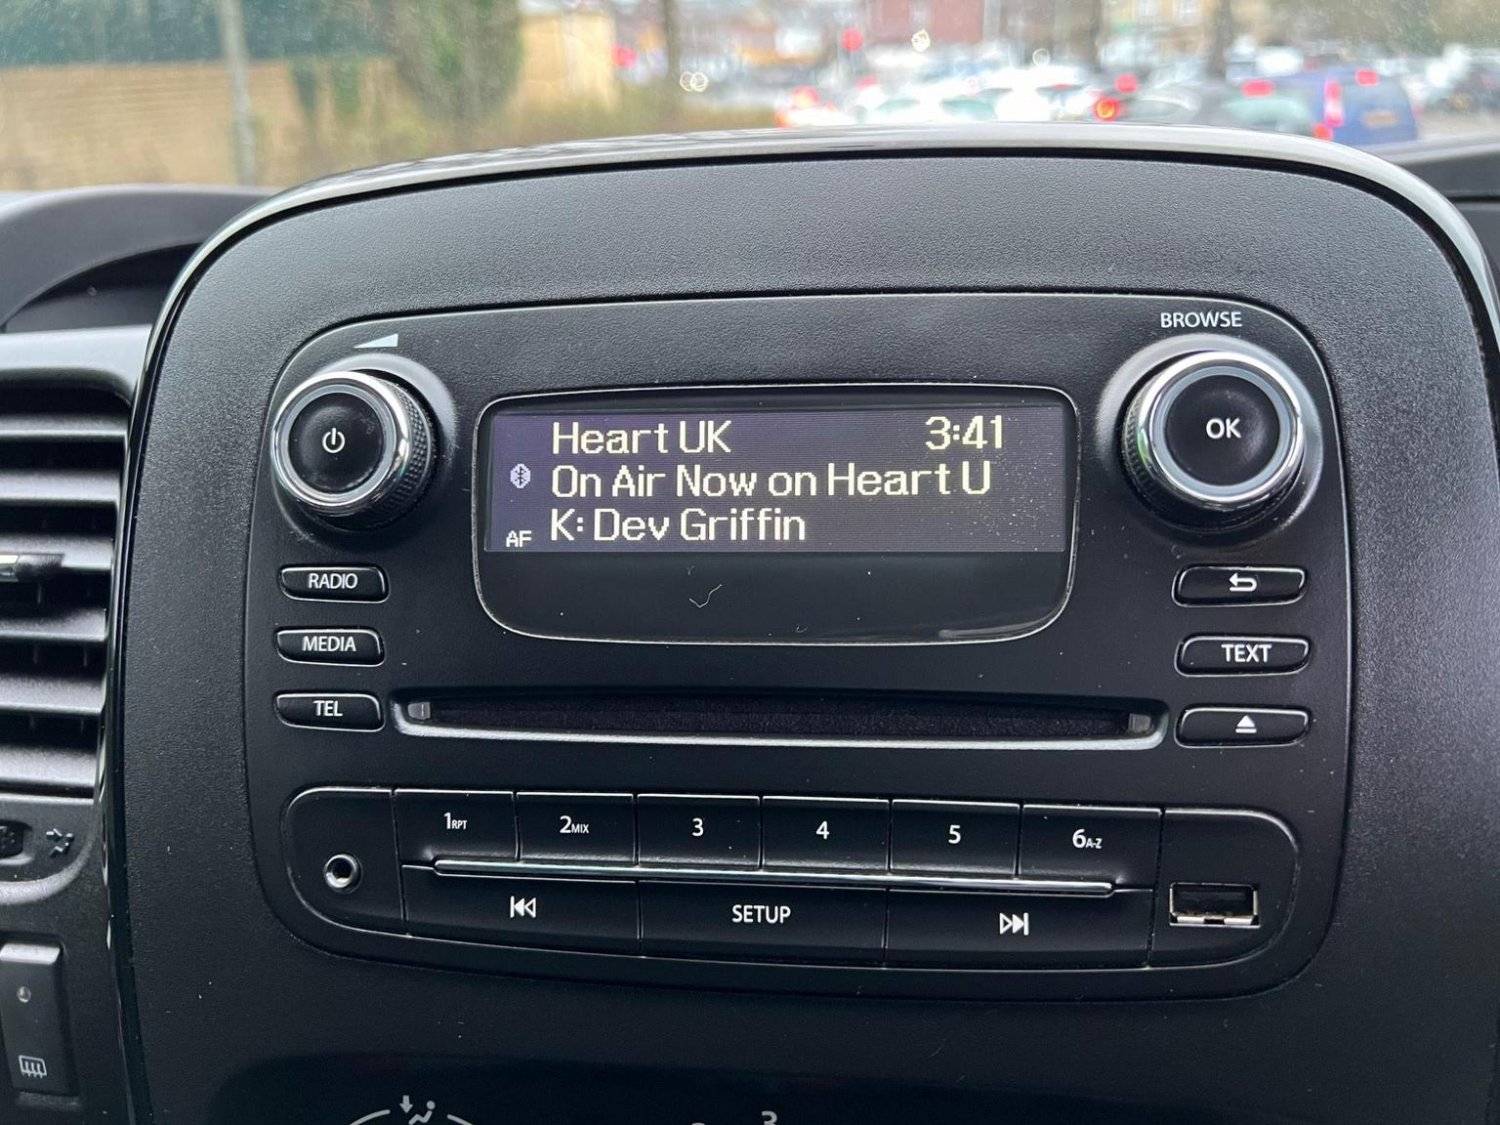 BROWSE
Heart UK 3:41
On Air Now on Heart U
AF K: Dev Griffin
OK
RADIO
MEDIA
TEXT
TEL
1RPT 2MIX 3 4 5 6A-Z
SETUP
3